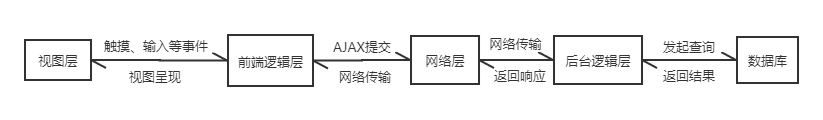 视图层
触摸、输入等事件
视图呈现
前端逻辑层
AJAX提交
网络传输
网络层
网络传输
返回响应
后台逻辑层
发起查询
返回结果
数据库